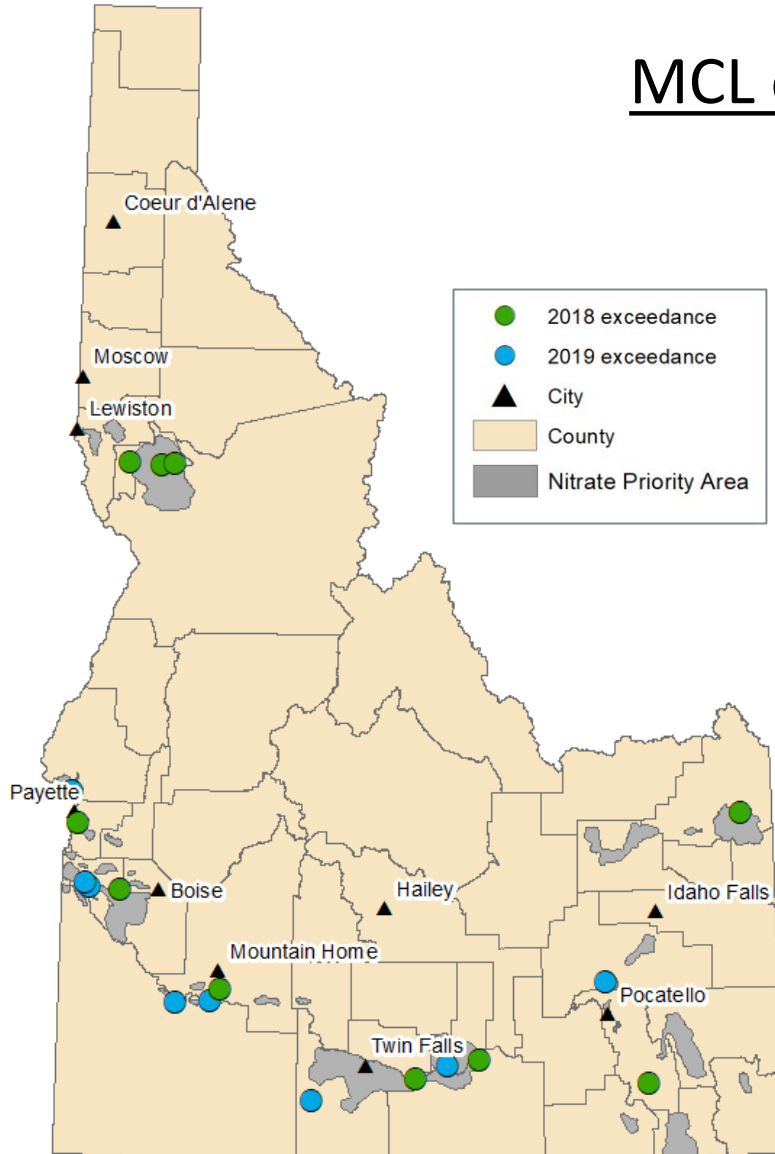 MCL
Coeur d'Alene
2018 exceedance
2019 exceedance
City
County
Nitrate Priority Area
Moscow
Lewiston
Payette
Boise
Hailey
Idaho Falls
Mountain Home
Pocatello
Twin Falls